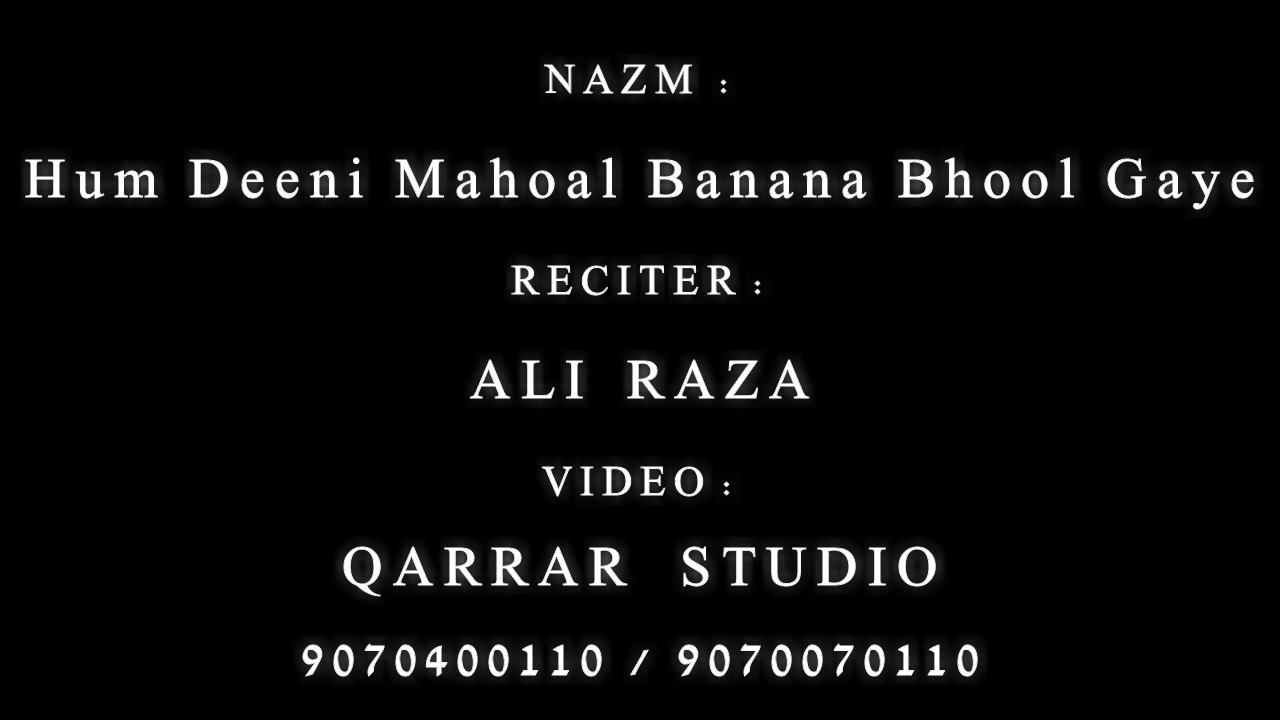 NAZM :
Hum Deeni Mahoal Banana Bhool Gaye
RECITER :
ALI RAZA
VIDEO :
QARRAR STUDIO
9070400110 / 9070070110